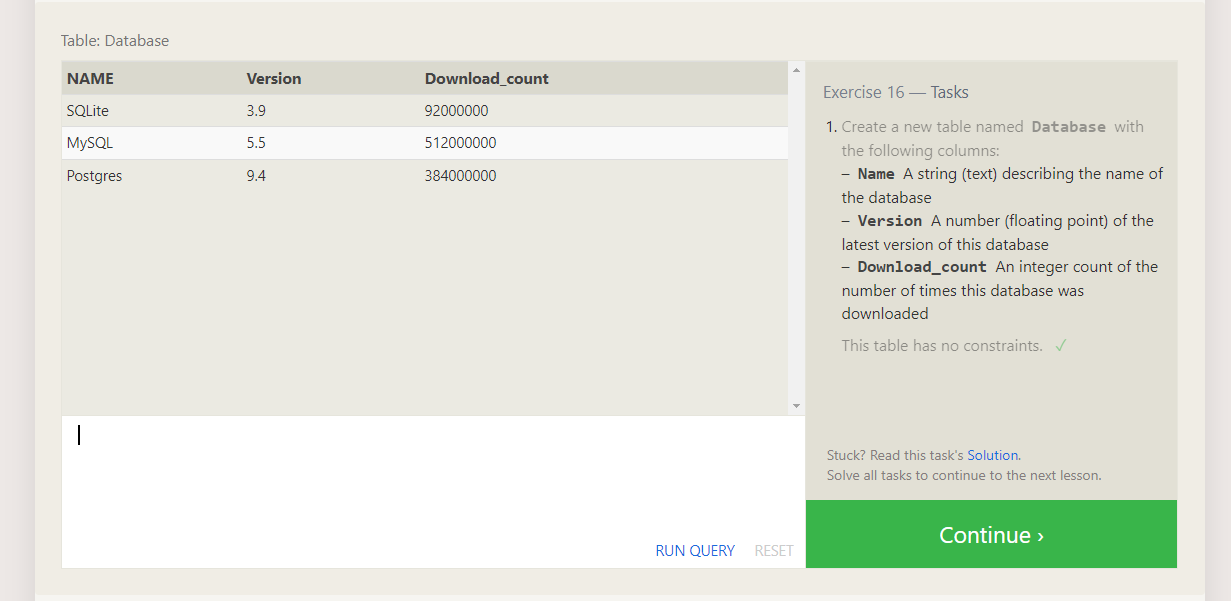 Table: Database
NAME Version Download_count
SQLite 3.9 92000000
MySQL 5.5 512000000
Postgres 9.4 384000000
Exercise 16 — Tasks
1. Create a new table named Database with
the following columns:
– Name A string (text) describing the name of
the database
– Version A number (floating point) of the
latest version of this database
– Download_count An integer count of the
number of times this database was
downloaded
This table has no constraints. ✓
Stuck? Read this task's Solution.
Solve all tasks to continue to the next lesson.
RUN QUERY RESET
Continue ›